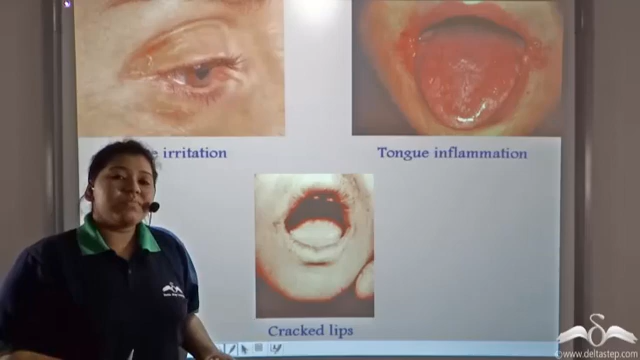 e irritation
Tongue inflammation
Cracked lips
©www.deltastep.com